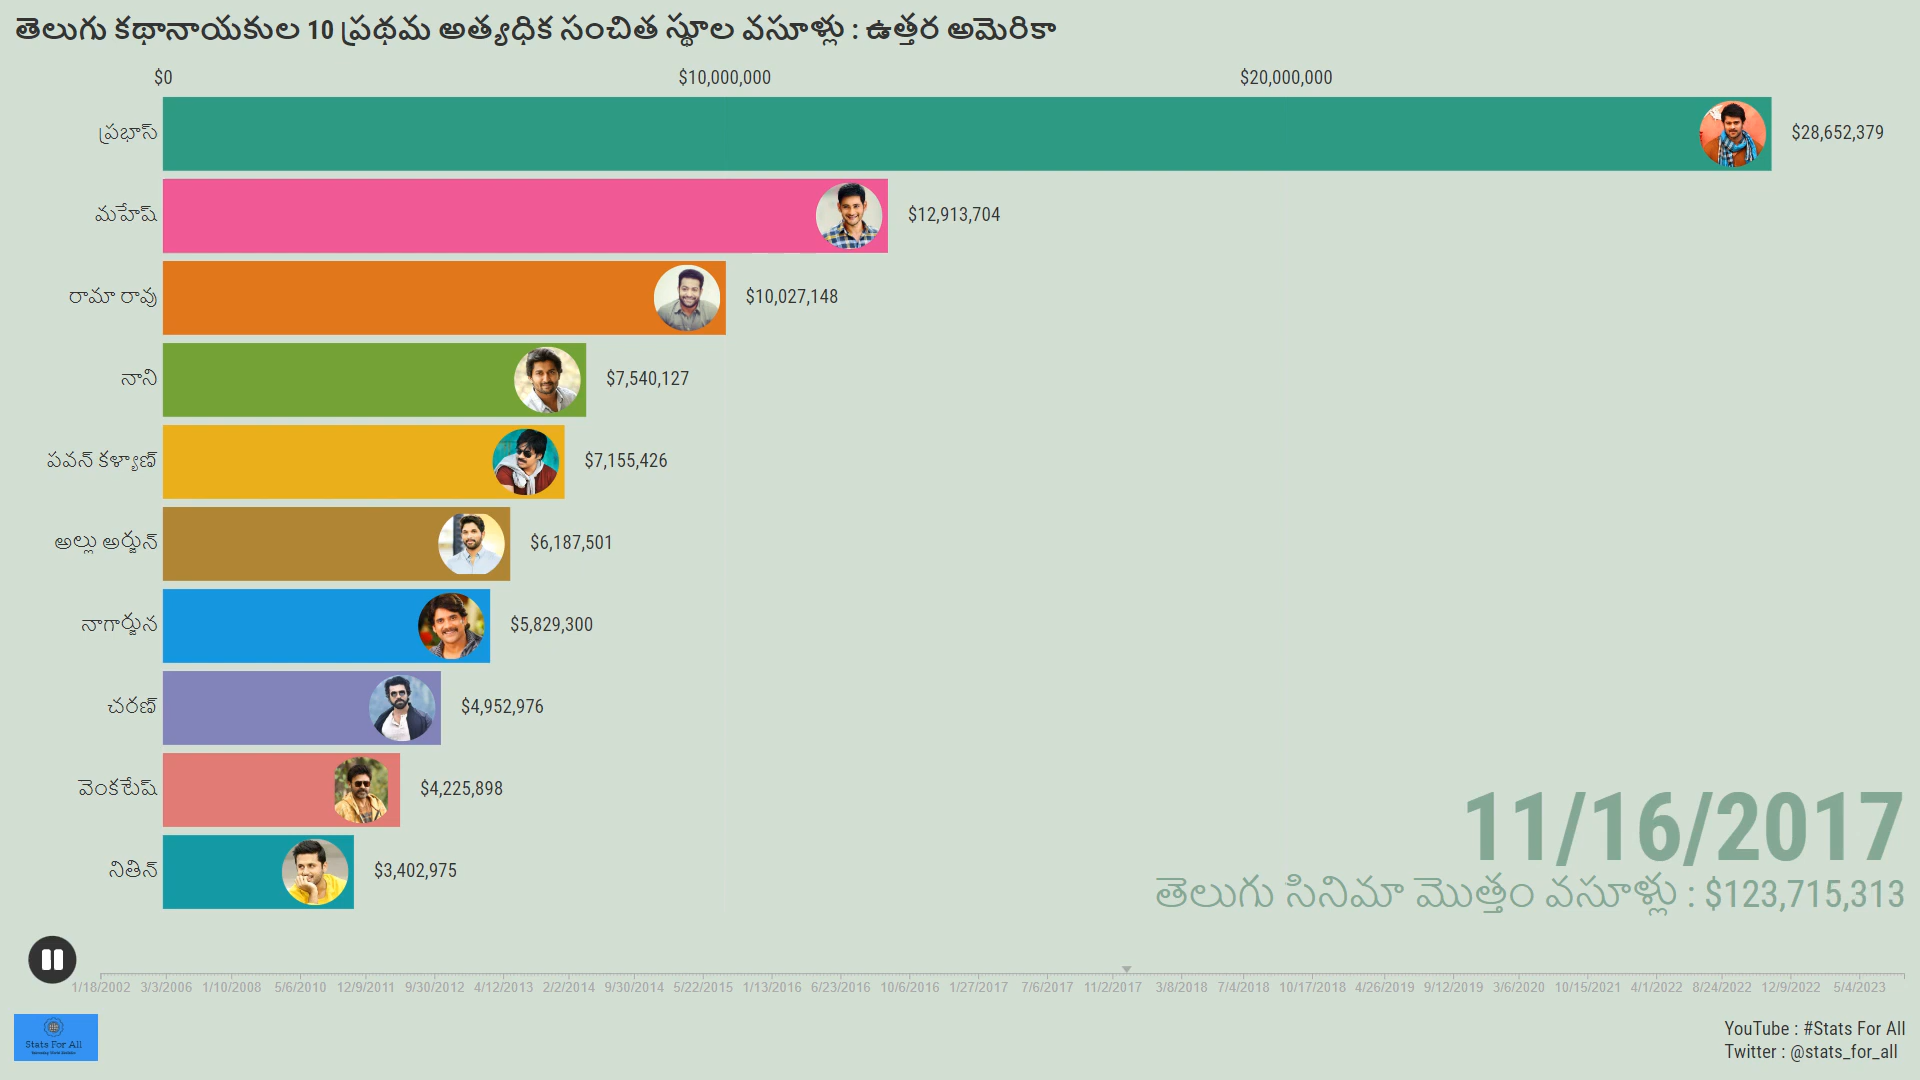 తెలుగు కథానాయకుల 10 ప్రథమ అత్యధిక సంచిత స్థూల వసూళ్లు : ఉత్తర అమెరికా
$0 $10,000,000 $20,000,000
ప్రభాస్ $28,652,379
మహేష్ $12,913,704
రామా రావు $10,027,148
నాని $7,540,127
పవన్ కళ్యాణ్ $7,155,426
అల్లు అర్జున్ $6,187,501
నాగార్జున $5,829,300
చరణ్ $4,952,976
వెంకటేష్ $4,225,898
నితిన్ $3,402,975
11/16/2017
తెలుగు సినిమా మొత్తం వసూళ్లు : $123,715,313
1/18/2002 3/3/2006 1/10/2008 5/6/2010 12/9/2011 9/30/2012 4/12/2013 2/2/2014 9/30/2014 5/22/2015 1/13/2016 6/23/2016 10/6/2016 1/27/2017 7/6/2017 11/2/2017 3/8/2018 7/4/2018 10/17/2018 4/26/2019 9/12/2019 3/6/2020 10/15/2021 4/1/2022 8/24/2022 12/9/2022 5/4/2023
Stats For All
YouTube : #Stats For All
Twitter : @stats_for_all